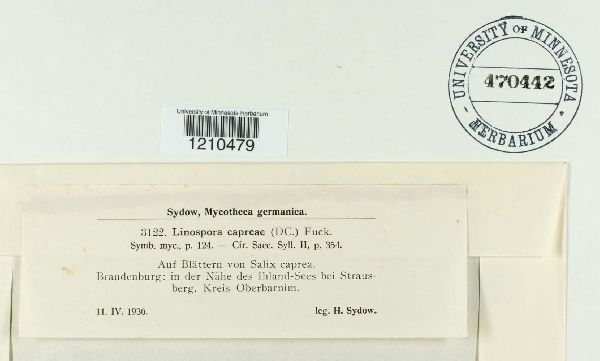 UNIVERSITY OF MINNESOTA
470442
HERBARIUM
University of Minnesota Herbarium
1210479
Sydow, Mycotheca germanica.
3122. Linospora capreae (DC.) Fuck.
Symb. myc., p. 124. — Cfr. Sacc. Syll. II, p. 354.
Auf Blättern von Salix caprea.
Brandenburg: in der Nähe des Ihland-Sees bei Straus-
berg, Kreis Oberbarnim.
11. IV. 1936. leg. H. Sydow.